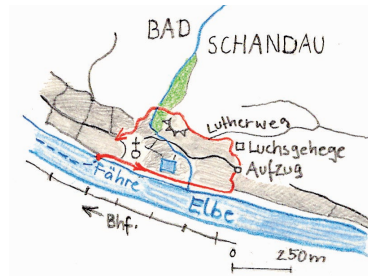 BAD
SCHANDAU
Lutherweg
Luchsgehege
Aufzug
Fähre
Elbe
Bhf.
0 250m